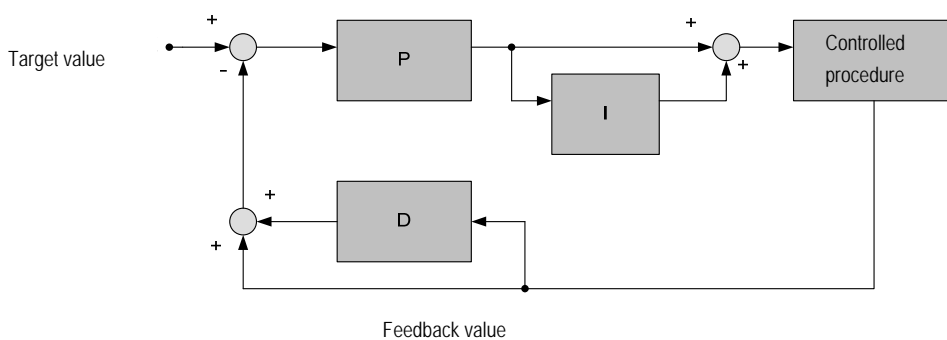 +
+
Controlled
procedure
Target value
P
-
+
I
+
D
+
Feedback value